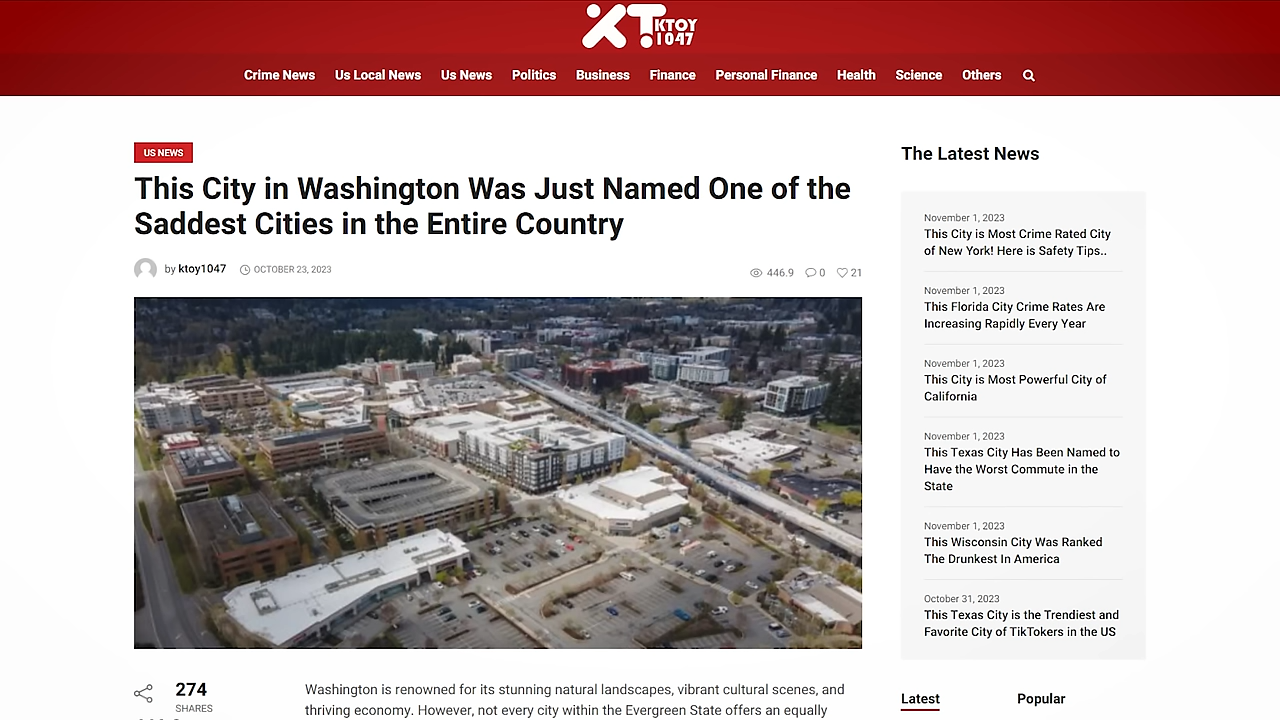 KTOY
1047
Crime News US Local News US News Politics Business Finance Personal Finance Health Science Others
US NEWS
This City in Washington Was Just Named One of the
Saddest Cities in the Entire Country
by ktoy1047 OCTOBER 23, 2023
446.9 0 21
274
SHARES
Washington is renowned for its stunning natural landscapes, vibrant cultural scenes, and
thriving economy. However, not every city within the Evergreen State offers an equally
The Latest News
November 1, 2023
This City is Most Crime Rated City
of New York! Here is Safety Tips..
November 1, 2023
This Florida City Crime Rates Are
Increasing Rapidly Every Year
November 1, 2023
This City is Most Powerful City of
California
November 1, 2023
This Texas City Has Been Named to
Have the Worst Commute in the
State
November 1, 2023
This Wisconsin City Was Ranked
The Drunkest In America
October 31, 2023
This Texas City is the Trendiest and
Favorite City of TikTokers in the US
Latest Popular